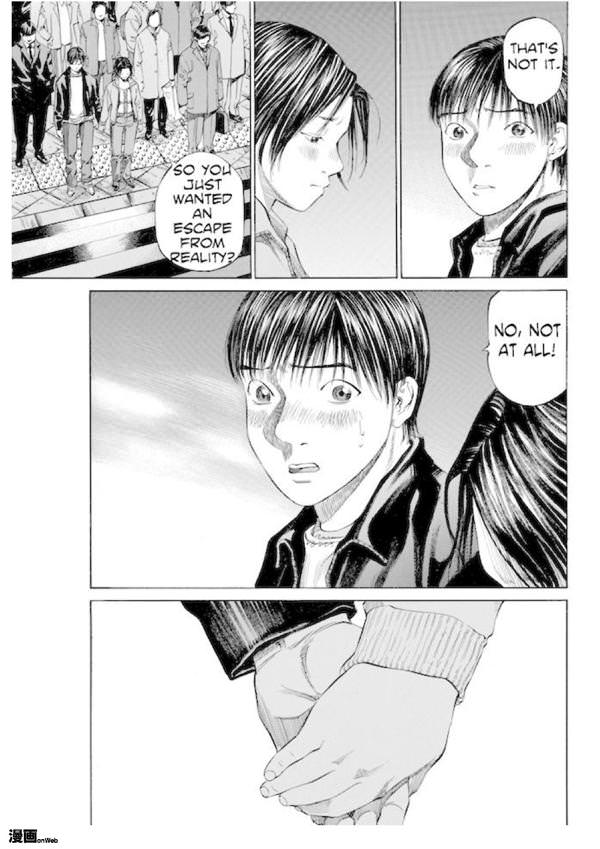 THAT'S
NOT IT.
SO YOU
JUST
WANTED
AN
ESCAPE
FROM
REALITY?
NO, NOT
AT ALL!
漫画onWeb